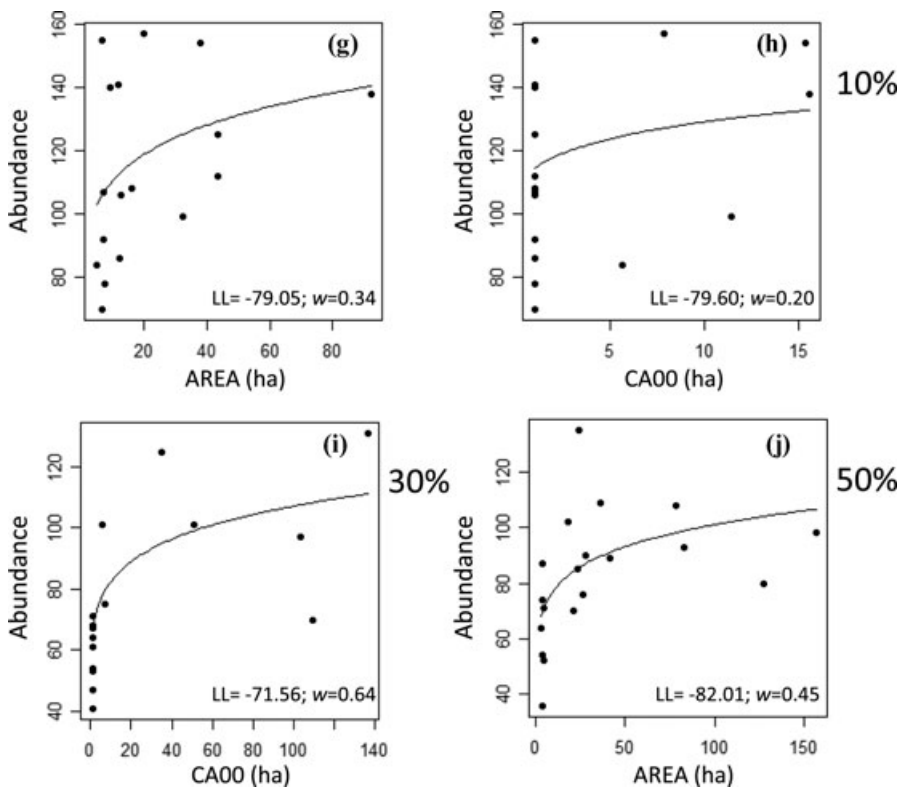 (g)
Abundance
80 100 120 140 160
LL= -79.05; w=0.34
20 40 60 80
AREA (ha)
(h)
10%
Abundance
80 100 120 140 160
LL= -79.60; w=0.20
5 10 15
CA00 (ha)
(i)
30%
Abundance
40 60 80 100 120
LL= -71.56; w=0.64
0 20 40 60 100 140
CA00 (ha)
(j)
50%
Abundance
40 60 80 100 120
LL= -82.01; w=0.45
0 50 100 150
AREA (ha)